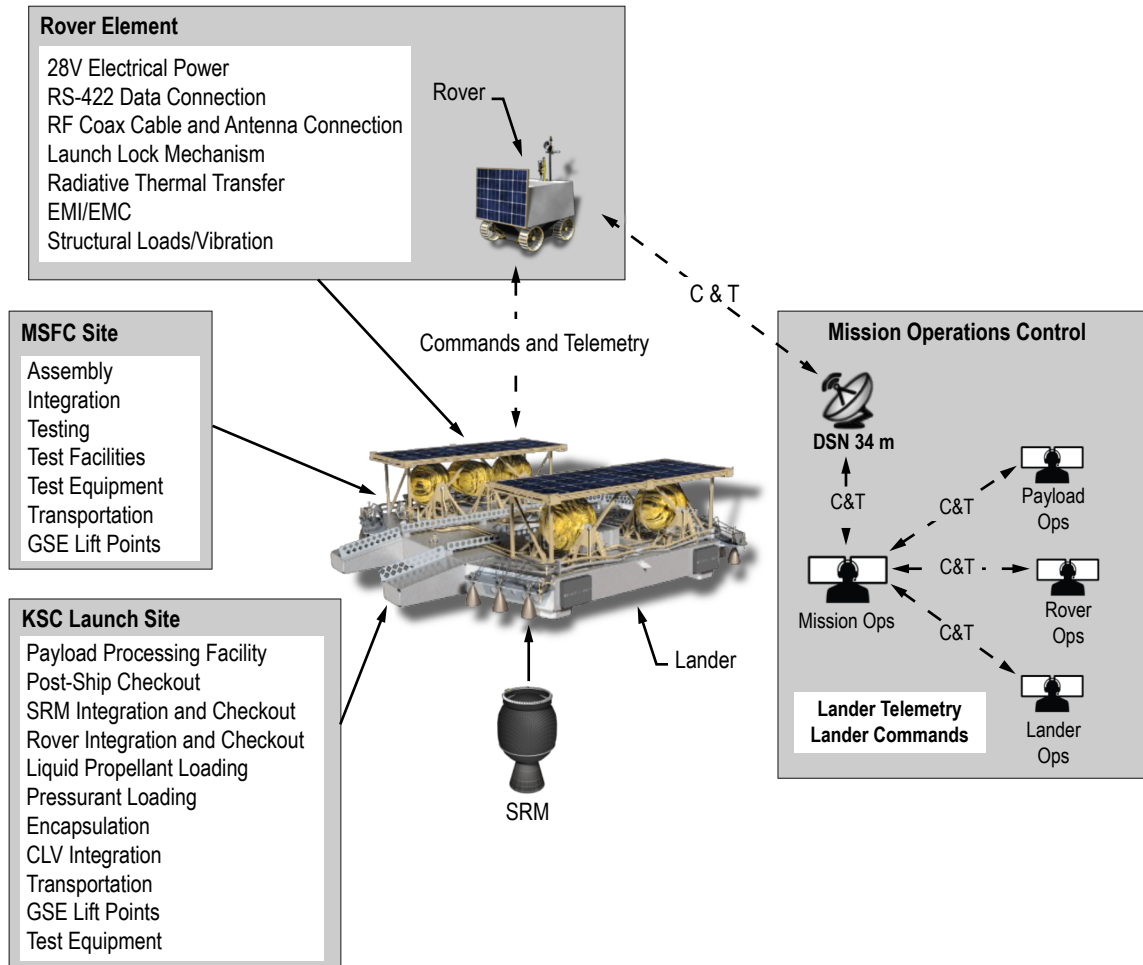 Rover Element
28V Electrical Power
RS-422 Data Connection
RF Coax Cable and Antenna Connection
Launch Lock Mechanism
Radiative Thermal Transfer
EMI/EMC
Structural Loads/Vibration
Rover
C & T
Commands and Telemetry
MSFC Site
Assembly
Integration
Testing
Test Facilities
Test Equipment
Transportation
GSE Lift Points
KSC Launch Site
Payload Processing Facility
Post-Ship Checkout
SRM Integration and Checkout
Rover Integration and Checkout
Liquid Propellant Loading
Pressurant Loading
Encapsulation
CLV Integration
Transportation
GSE Lift Points
Test Equipment
Lander
SRM
Mission Operations Control
DSN 34 m
C&T
Mission Ops
C&T
Payload
Ops
C&T
Rover
Ops
C&T
Lander
Ops
Lander Telemetry
Lander Commands